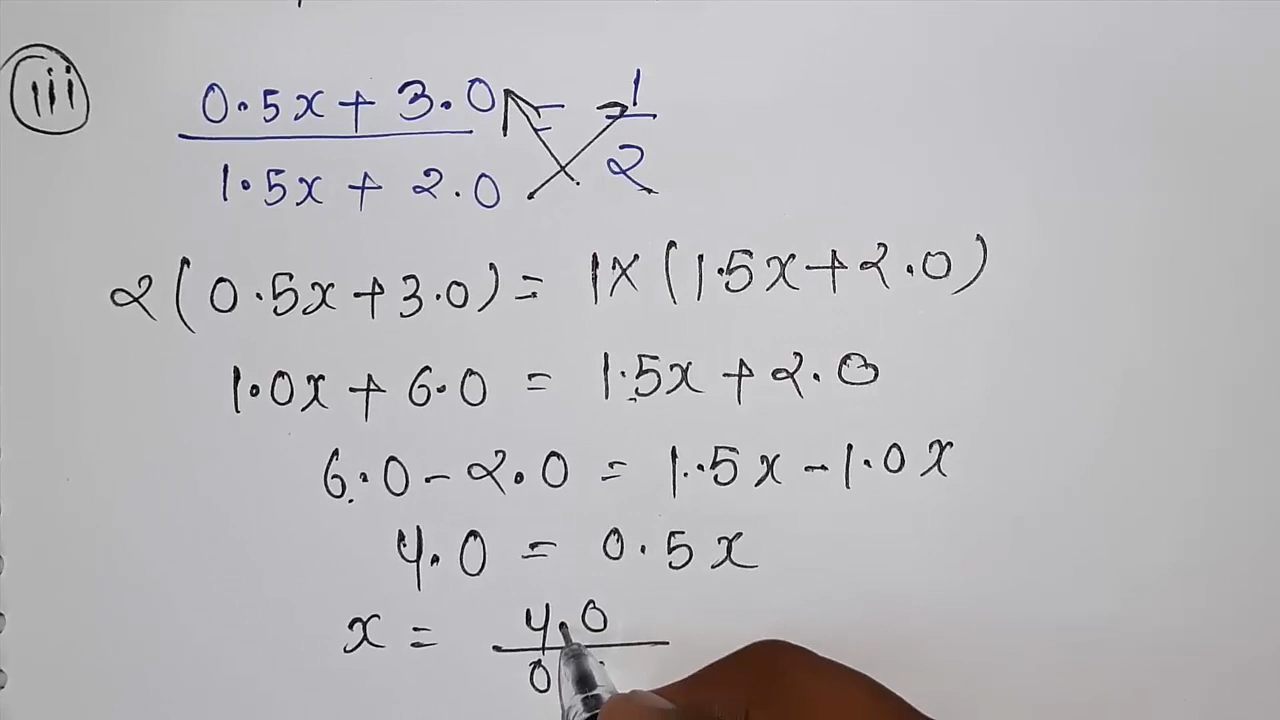 iii
0.5x + 3.0 = 1
1.5x + 2.0 2
2(0.5x+3.0) = 1×(1.5x+2.0)
1.0x + 6.0 = 1.5x + 2.0
6.0 - 2.0 = 1.5x - 1.0x
4.0 = 0.5x
x = 4.0
0